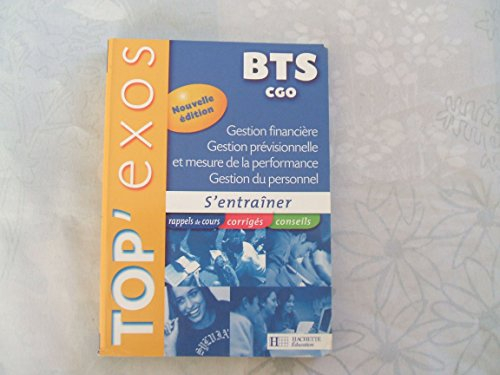 TOP' exos
BTS
CGO
Nouvelle
édition
Gestion financière
Gestion prévisionnelle
et mesure de la performance
Gestion du personnel
S'entraîner
rappels de cours corrigés conseils
H HACHETTE
Éducation